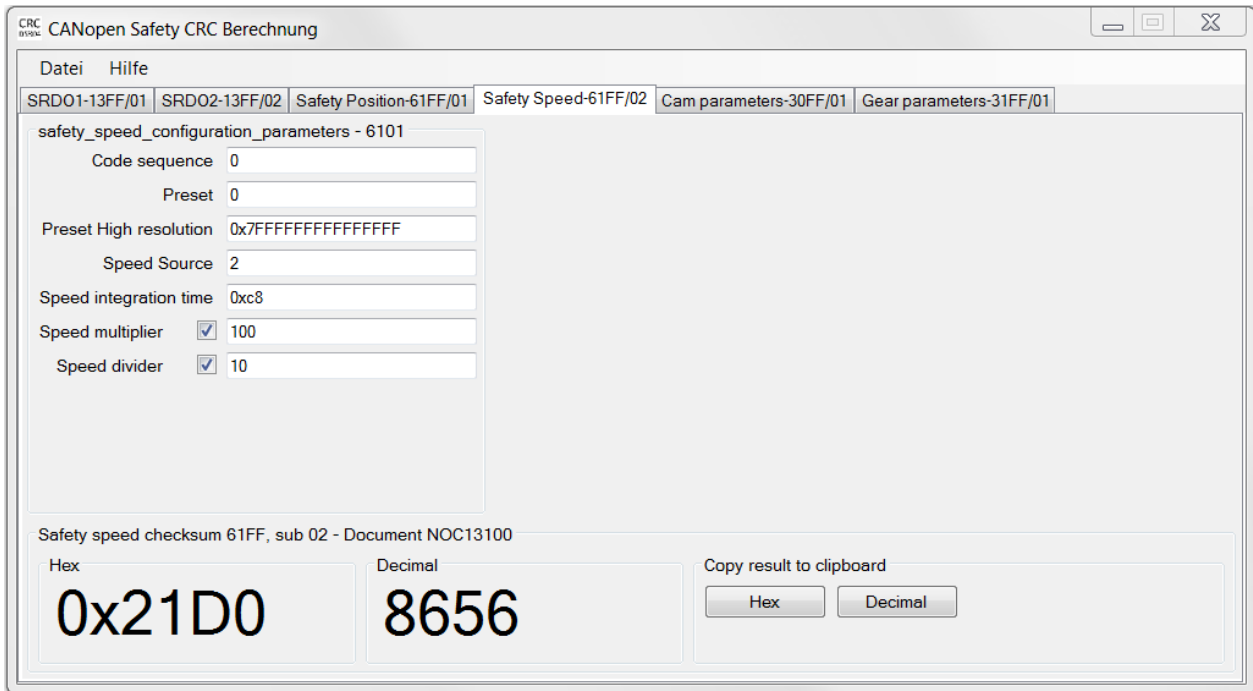 CRC CANopen Safety CRC Berechnung
Datei Hilfe
SRDO1-13FF/01 SRDO2-13FF/02 Safety Position-61FF/01 Safety Speed-61FF/02 Cam parameters-30FF/01 Gear parameters-31FF/01
safety_speed_configuration_parameters - 6101
Code sequence 0
Preset 0
Preset High resolution 0x7FFFFFFFFFFFFFFF
Speed Source 2
Speed integration time 0xc8
Speed multiplier 100
Speed divider 10
Safety speed checksum 61FF, sub 02 - Document NOC13100
Hex Decimal Copy result to clipboard
0x21D0 8656 Hex Decimal